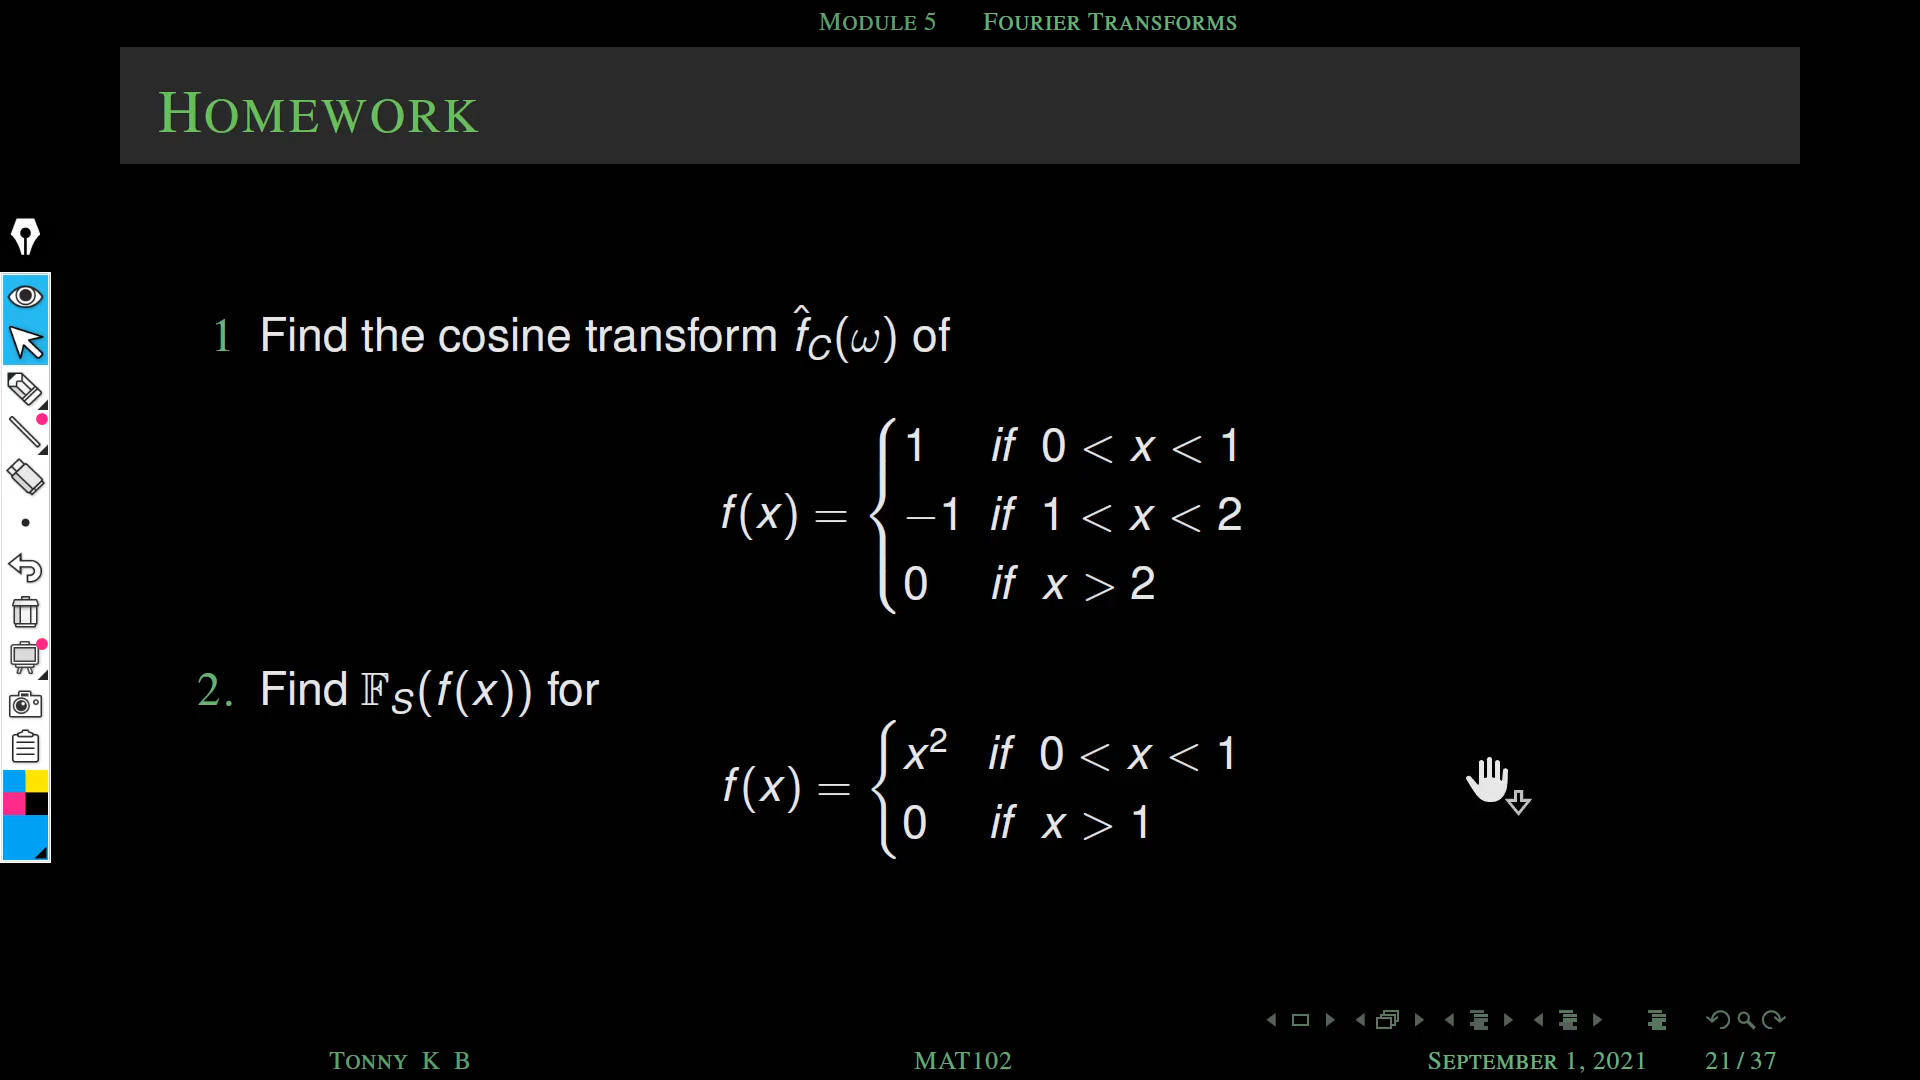 MODULE 5 FOURIER TRANSFORMS
HOMEWORK
1 Find the cosine transform f̂_C(ω) of
f(x) = { 1 if 0 < x < 1
−1 if 1 < x < 2
0 if x > 2
2. Find 𝔽_S(f(x)) for
f(x) = { x² if 0 < x < 1
0 if x > 1
TONNY K B MAT102 SEPTEMBER 1, 2021 21 / 37